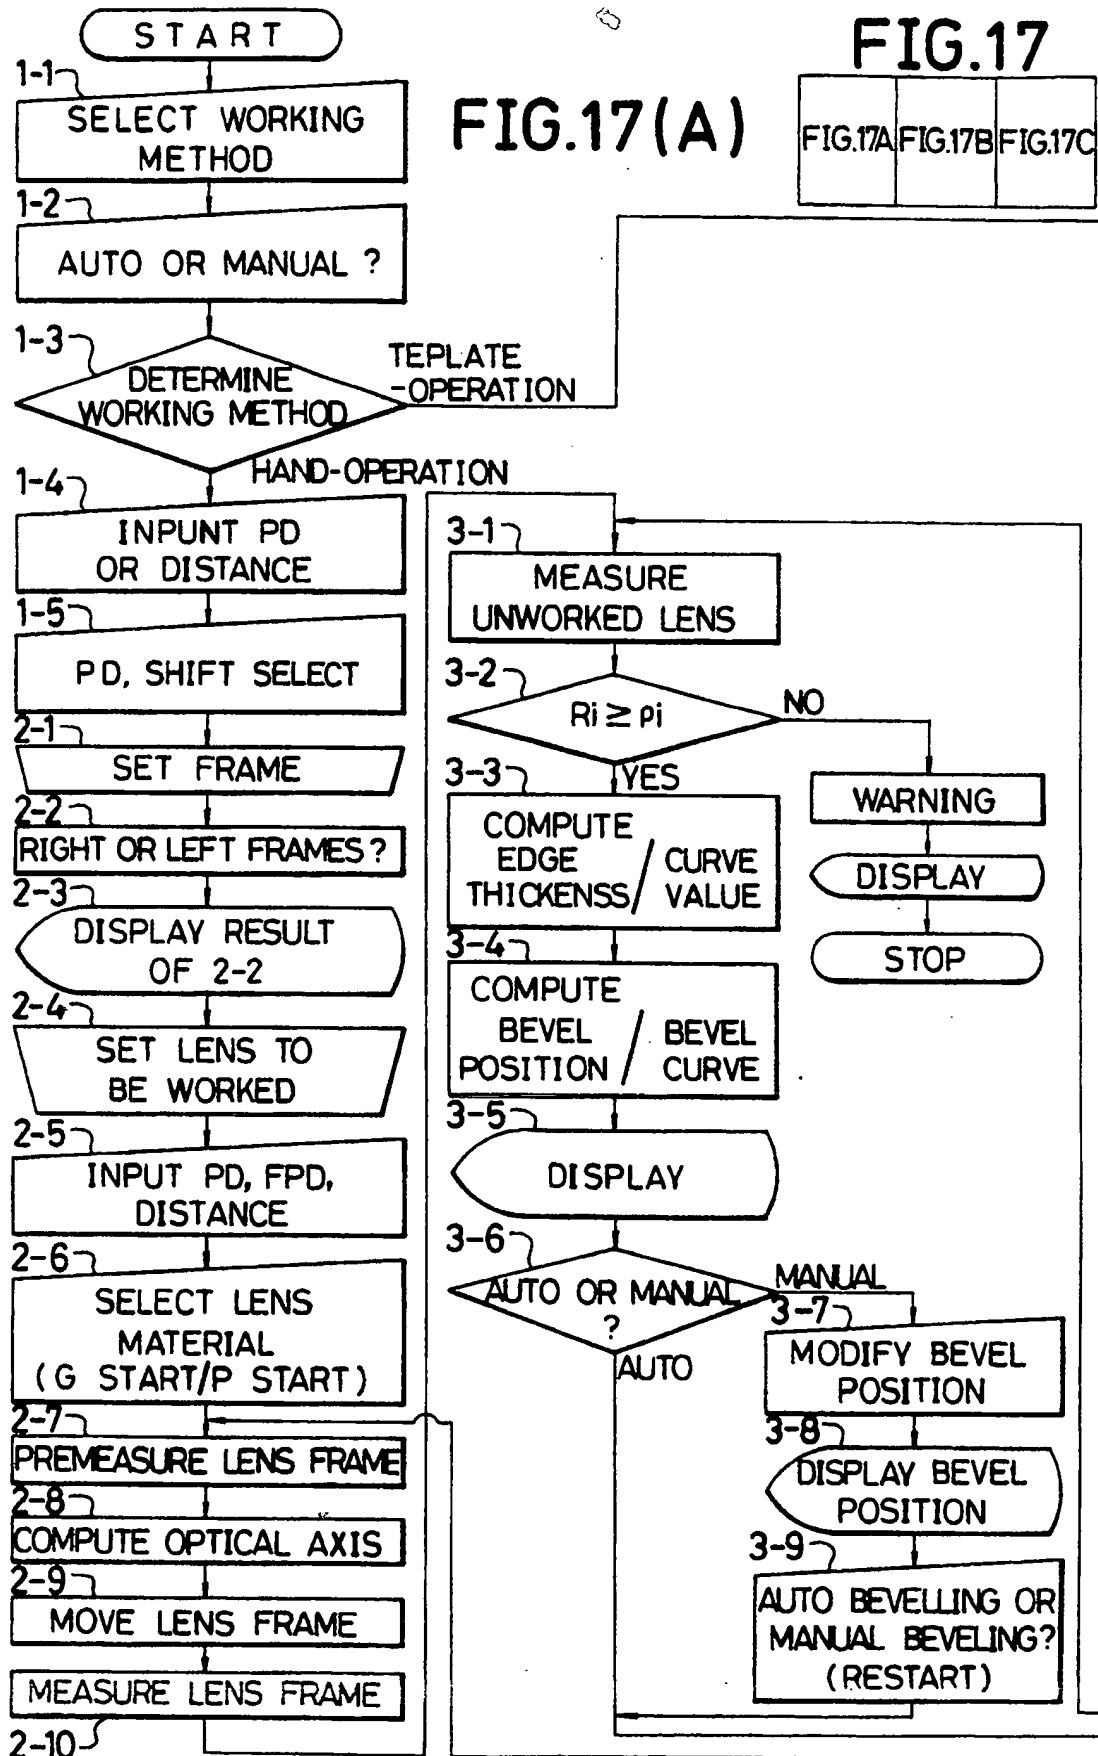 START
FIG.17
FIG.17(A)
FIG.17A FIG.17B FIG.17C
1-1
SELECT WORKING
METHOD
1-2
AUTO OR MANUAL ?
1-3
DETERMINE
WORKING METHOD
TEPLATE
-OPERATION
HAND-OPERATION
1-4
INPUNT PD
OR DISTANCE
1-5
PD, SHIFT SELECT
2-1
SET FRAME
2-2
RIGHT OR LEFT FRAMES ?
2-3
DISPLAY RESULT
OF 2-2
2-4
SET LENS TO
BE WORKED
2-5
INPUT PD, FPD,
DISTANCE
2-6
SELECT LENS
MATERIAL
(G START/P START)
2-7
PREMEASURE LENS FRAME
2-8
COMPUTE OPTICAL AXIS
2-9
MOVE LENS FRAME
MEASURE LENS FRAME
2-10
3-1
MEASURE
UNWORKED LENS
3-2
Ri ≥ ρi
NO
YES
WARNING
DISPLAY
STOP
3-3
COMPUTE
EDGE
THICKENSS / CURVE
VALUE
3-4
COMPUTE
BEVEL
POSITION / BEVEL
CURVE
3-5
DISPLAY
3-6
AUTO OR MANUAL
?
MANUAL
AUTO
3-7
MODIFY BEVEL
POSITION
3-8
DISPLAY BEVEL
POSITION
3-9
AUTO BEVELLING OR
MANUAL BEVELING?
(RESTART)